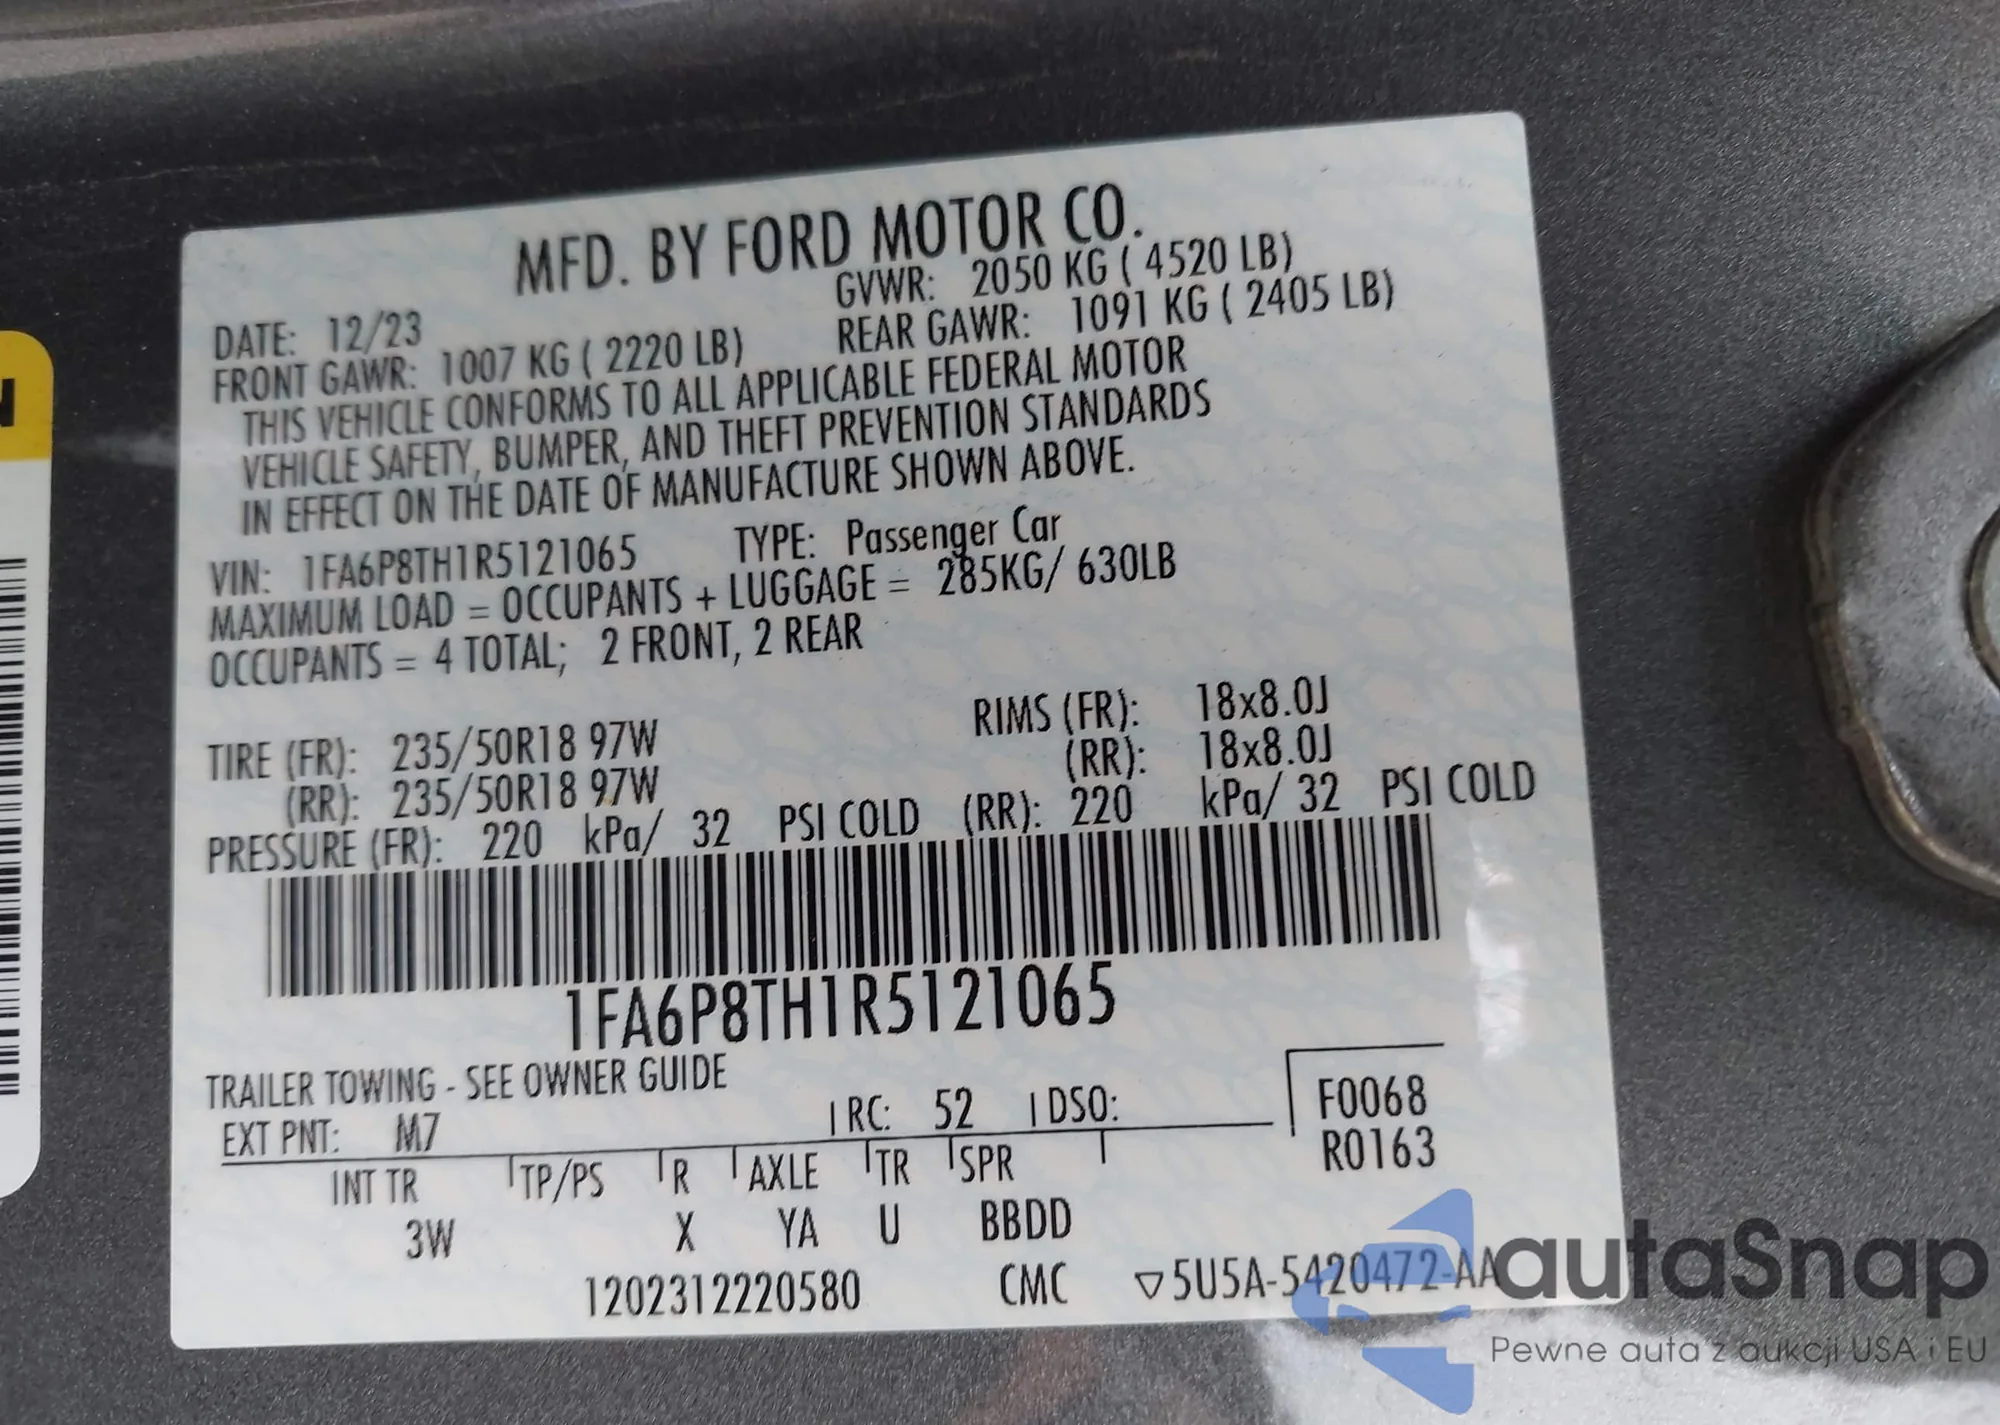 MFD. BY FORD MOTOR CO.
DATE: 12/23 GVWR: 2050 KG ( 4520 LB)
FRONT GAWR: 1007 KG ( 2220 LB) REAR GAWR: 1091 KG ( 2405 LB)
THIS VEHICLE CONFORMS TO ALL APPLICABLE FEDERAL MOTOR
VEHICLE SAFETY, BUMPER, AND THEFT PREVENTION STANDARDS
IN EFFECT ON THE DATE OF MANUFACTURE SHOWN ABOVE.
VIN: 1FA6P8TH1R5121065 TYPE: Passenger Car
MAXIMUM LOAD = OCCUPANTS + LUGGAGE = 285KG/ 630LB
OCCUPANTS = 4 TOTAL; 2 FRONT, 2 REAR
TIRE (FR): 235/50R18 97W RIMS (FR): 18x8.0J
(RR): 235/50R18 97W (RR): 18x8.0J
PRESSURE (FR): 220 kPa/ 32 PSI COLD (RR): 220 kPa/ 32 PSI COLD
1FA6P8TH1R5121065
TRAILER TOWING - SEE OWNER GUIDE
EXT PNT: M7 RC: 52 DSO: F0068
R0163
INT TR TP/PS R AXLE TR SPR
3W X YA U BBDD
1202312220580 CMC ▽5U5A-5420472-AA
autaSnap
Pewne auta z aukcji USA i EU